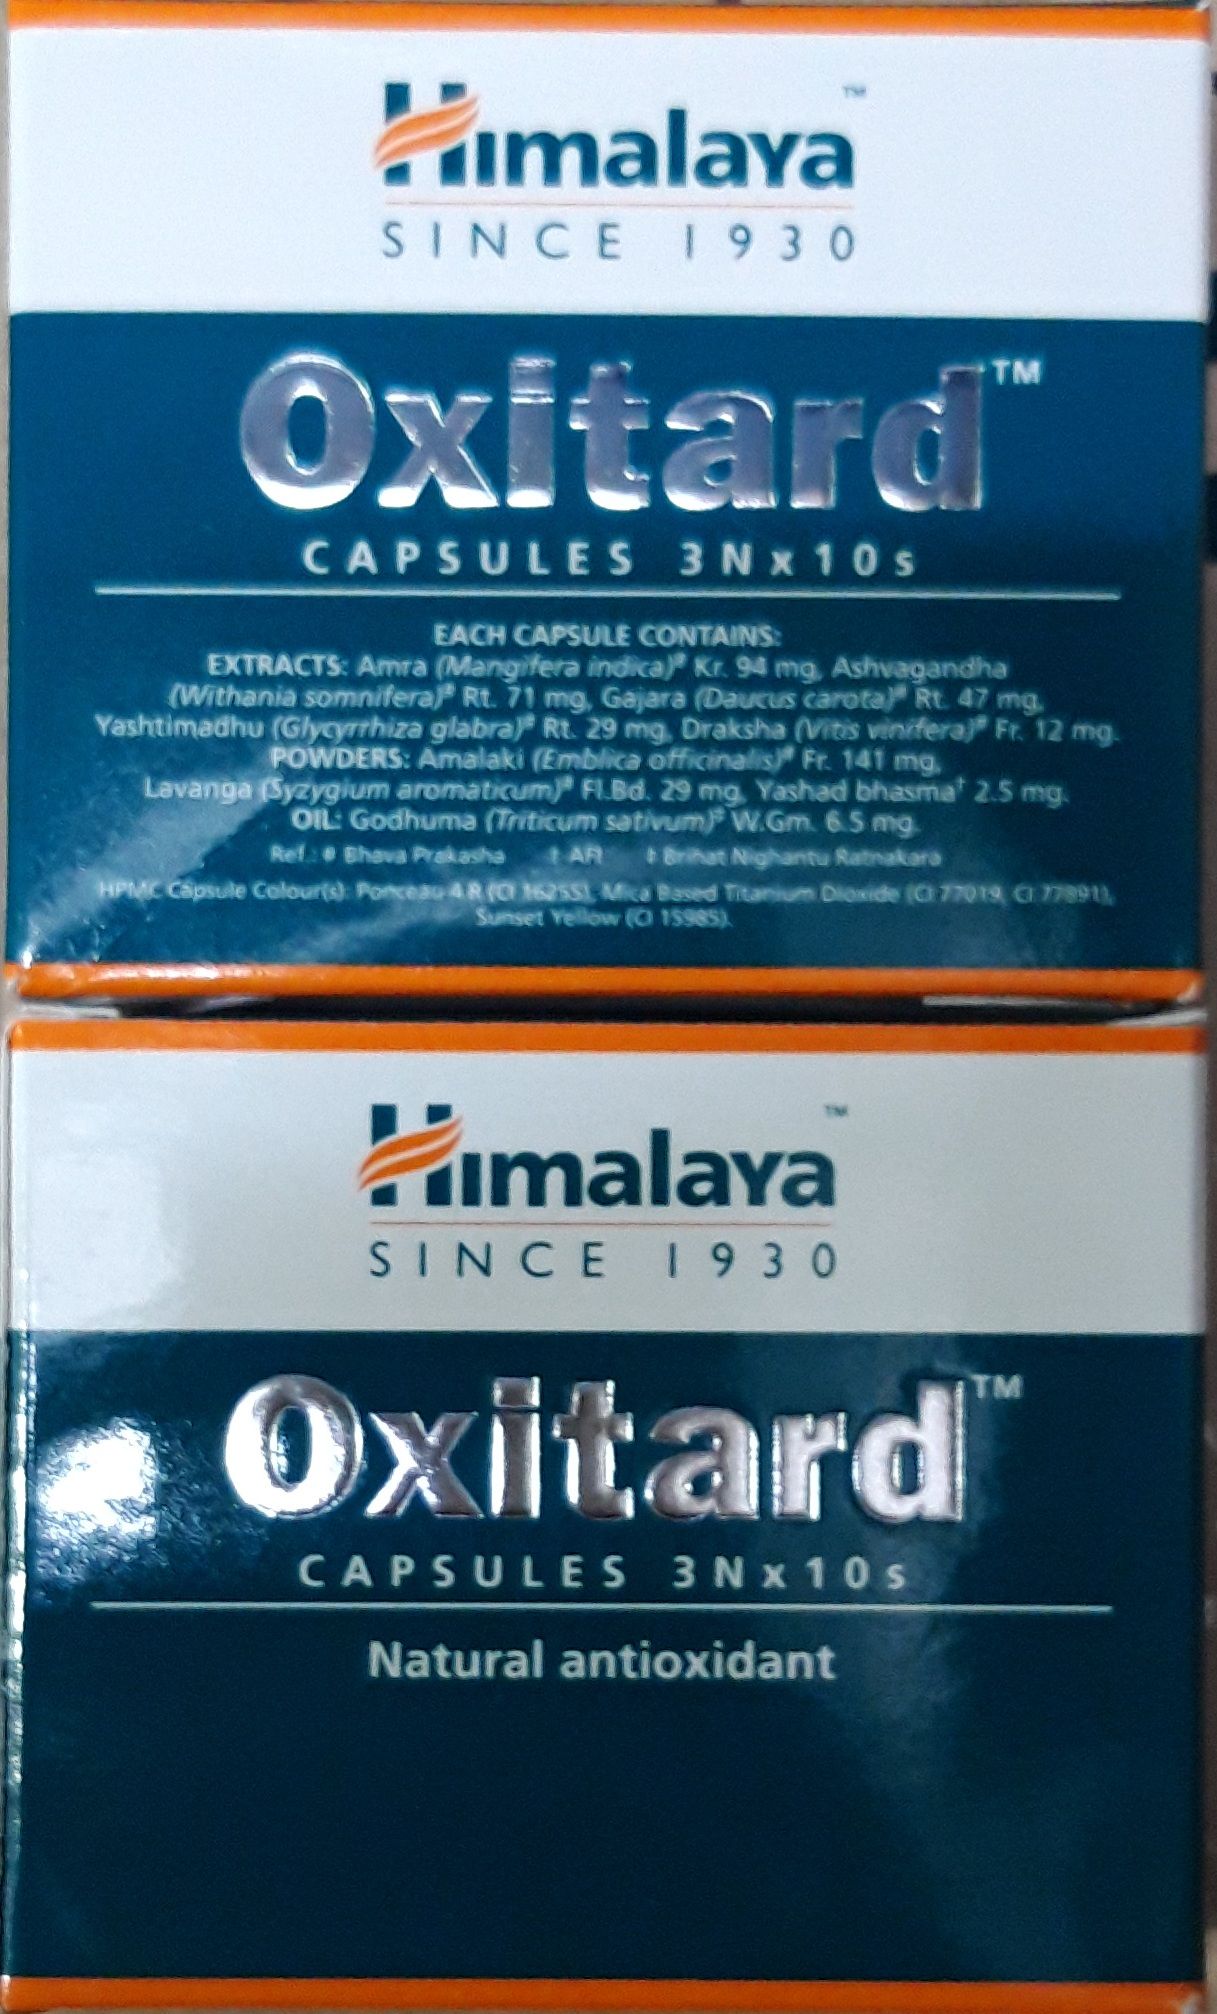 Himalaya™
SINCE 1930
Oxitard™
CAPSULES 3Nx10s
EACH CAPSULE CONTAINS:
EXTRACTS: Amra (Mangifera indica)# Kr. 94 mg, Ashvagandha
(Withania somnifera)# Rt. 71 mg, Gajara (Daucus carota)# Rt. 47 mg,
Yashtimadhu (Glycyrrhiza glabra)# Rt. 29 mg, Draksha (Vitis vinifera)# Fr. 12 mg.
POWDERS: Amalaki (Emblica officinalis)# Fr. 141 mg,
Lavanga (Syzygium aromaticum)# Fl.Bd. 29 mg, Yashad bhasma† 2.5 mg.
OIL: Godhuma (Triticum sativum)‡ W.Gm. 6.5 mg.
Ref.: # Bhava Prakasha † AFI ‡ Brihat Nighantu Ratnakara
HPMC Capsule Colour(s): Ponceau 4 R (CI 16255), Mica Based Titanium Dioxide (CI 77019, CI 77891),
Sunset Yellow (CI 15985).
Himalaya™
SINCE 1930
Oxitard™
CAPSULES 3Nx10s
Natural antioxidant